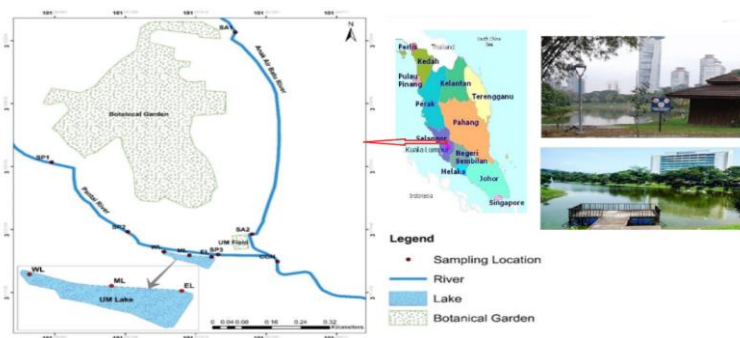 SA1
N
Anak Air Batu River
Botanical Garden
SP1
Pantai River
SP2
SA2
UM Field
WL
ML
EL
SP3
CON
WL
ML
EL
UM Lake
0 0.04 0.08 0.16 0.24 0.32
Kilometers
South China
Sea
Perlis
Thailand
Kedah
Pulau
Pinang
Kelantan
Terengganu
Perak
Pahang
Selangor
Kuala Lumpur
Negeri
Sembilan
Melaka
Johor
Indonesia
Singapore
Legend
Sampling Location
River
Lake
Botanical Garden